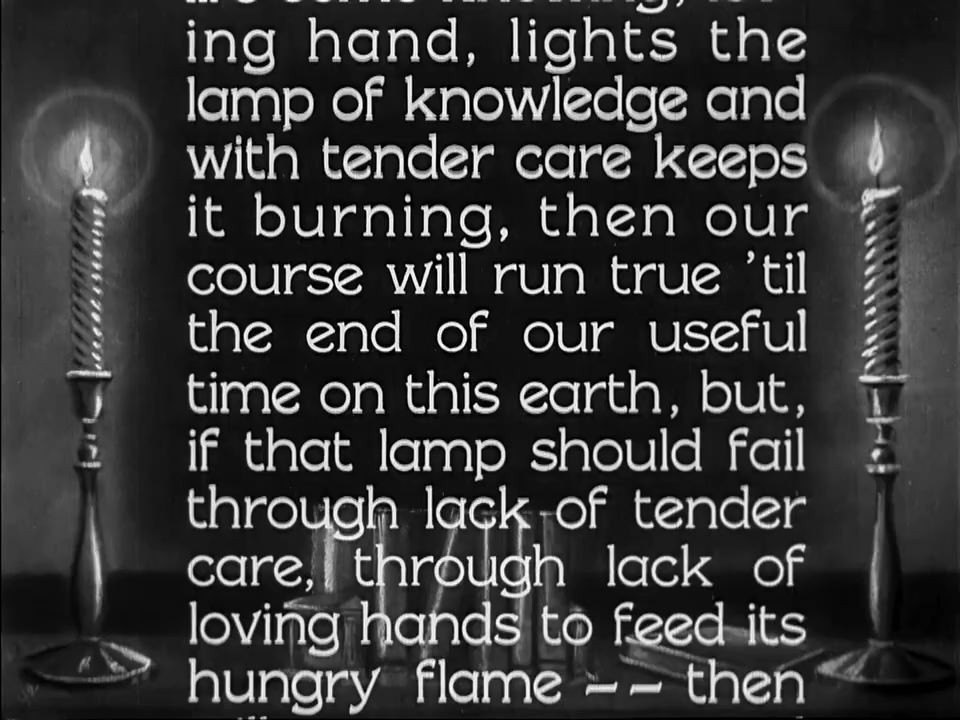 ing hand, lights the
lamp of knowledge and
with tender care keeps
it burning, then our
course will run true 'til
the end of our useful
time on this earth, but,
if that lamp should fail
through lack of tender
care, through lack of
loving hands to feed its
hungry flame -- then